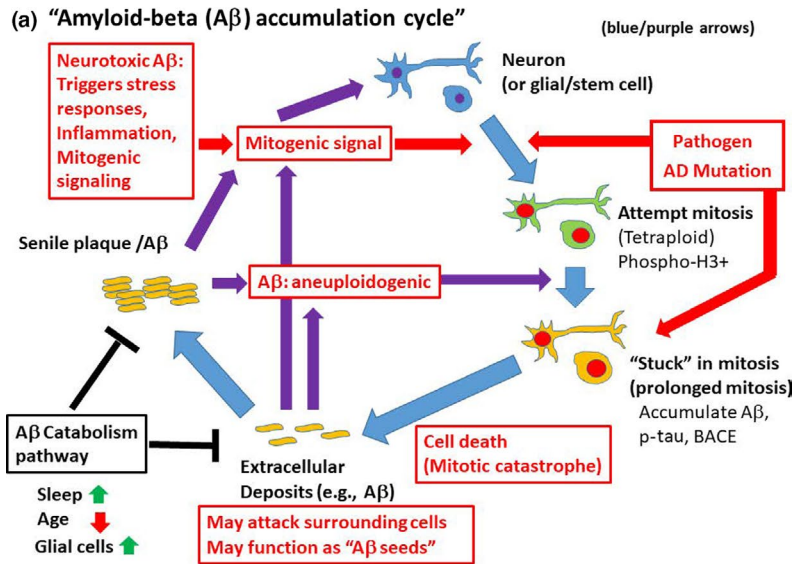 (a) “Amyloid-beta (Aβ) accumulation cycle”
(blue/purple arrows)
Neurotoxic Aβ:
Triggers stress
responses,
Inflammation,
Mitogenic
signaling
Mitogenic signal
Neuron
(or glial/stem cell)
Pathogen
AD Mutation
Attempt mitosis
(Tetraploid)
Phospho-H3+
Senile plaque /Aβ
Aβ: aneuploidogenic
“Stuck” in mitosis
(prolonged mitosis)
Accumulate Aβ,
p-tau, BACE
Cell death
(Mitotic catastrophe)
Aβ Catabolism
pathway
Extracellular
Deposits (e.g., Aβ)
May attack surrounding cells
May function as “Aβ seeds”
Sleep
Age
Glial cells